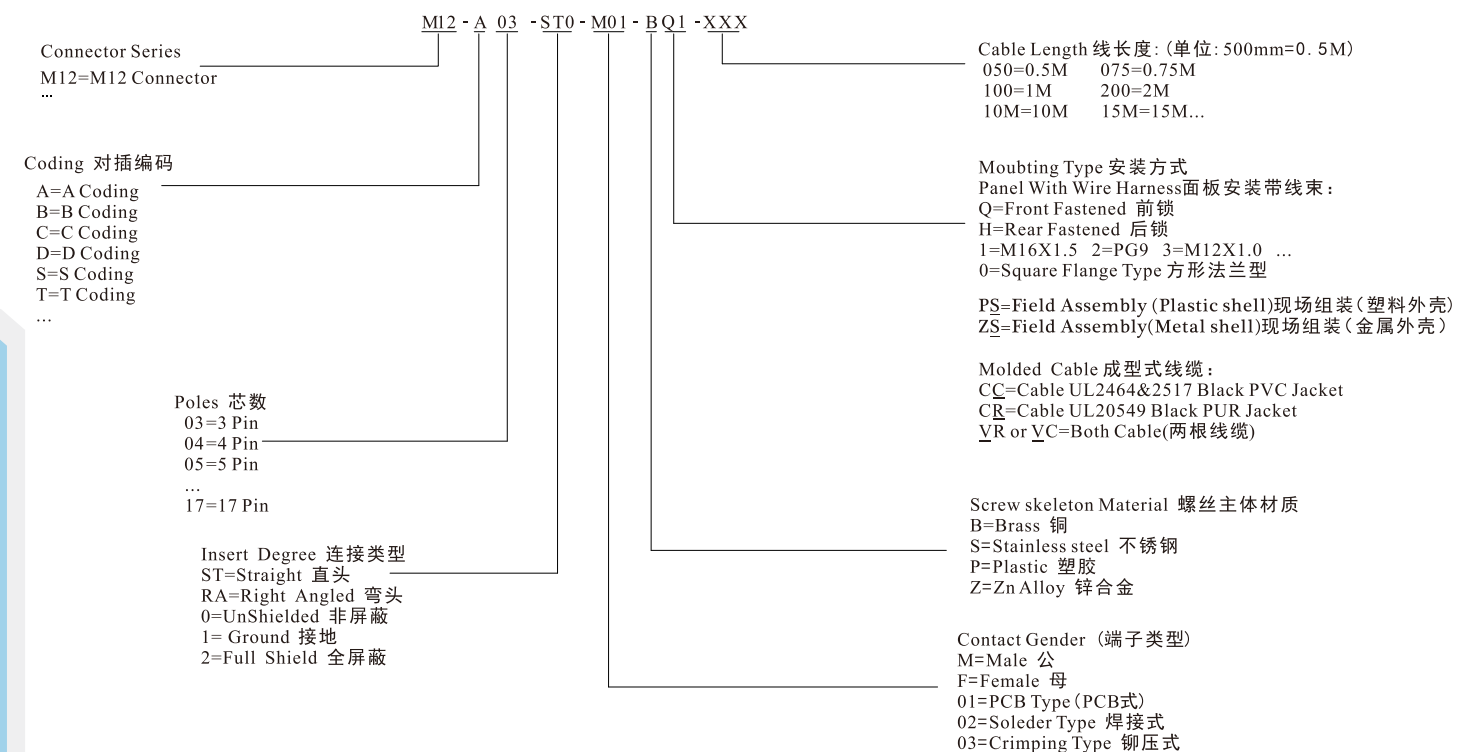 M12 - A 03 -ST0 - M01 - BQ1 -XXX
Connector Series
M12=M12 Connector
...
Coding 对插编码
A=A Coding
B=B Coding
C=C Coding
D=D Coding
S=S Coding
T=T Coding
...
Poles 芯数
03=3 Pin
04=4 Pin
05=5 Pin
...
17=17 Pin
Insert Degree 连接类型
ST=Straight 直头
RA=Right Angled 弯头
0=UnShielded 非屏蔽
1= Ground 接地
2=Full Shield 全屏蔽
Cable Length 线长度: (单位: 500mm=0.5M)
050=0.5M 075=0.75M
100=1M 200=2M
10M=10M 15M=15M...
Moubting Type 安装方式
Panel With Wire Harness面板安装带线束：
Q=Front Fastened 前锁
H=Rear Fastened 后锁
1=M16X1.5 2=PG9 3=M12X1.0 ...
0=Square Flange Type 方形法兰型
PS=Field Assembly (Plastic shell)现场组装（塑料外壳）
ZS=Field Assembly(Metal shell)现场组装（金属外壳）
Molded Cable 成型式线缆：
CC=Cable UL2464&2517 Black PVC Jacket
CR=Cable UL20549 Black PUR Jacket
VR or VC=Both Cable(两根线缆)
Screw skeleton Material 螺丝主体材质
B=Brass 铜
S=Stainless steel 不锈钢
P=Plastic 塑胶
Z=Zn Alloy 锌合金
Contact Gender (端子类型)
M=Male 公
F=Female 母
01=PCB Type (PCB式)
02=Soleder Type 焊接式
03=Crimping Type 铆压式